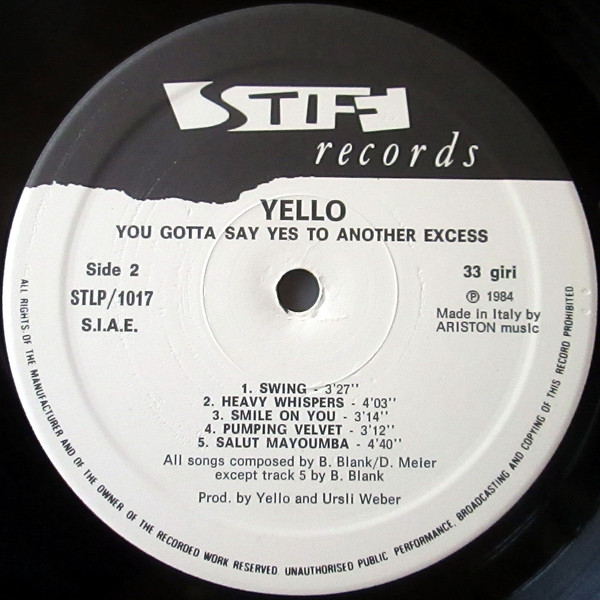 STIFF
records
YELLO
YOU GOTTA SAY YES TO ANOTHER EXCESS
Side 2
STLP/1017
S.I.A.E.
33 giri
Ⓟ 1984
Made in Italy by
ARISTON music
1. SWING - 3'27''
2. HEAVY WHISPERS - 4'03''
3. SMILE ON YOU - 3'14''
4. PUMPING VELVET - 3'12''
5. SALUT MAYOUMBA - 4'40''
All songs composed by B. Blank/D. Meier
except track 5 by B. Blank
Prod. by Yello and Ursli Weber
ALL RIGHTS OF THE MANUFACTURER AND OF THE OWNER OF THE RECORDED WORK RESERVED. UNAUTHORISED PUBLIC PERFORMANCE, BROADCASTING AND COPYING OF THIS RECORD PROHIBITED